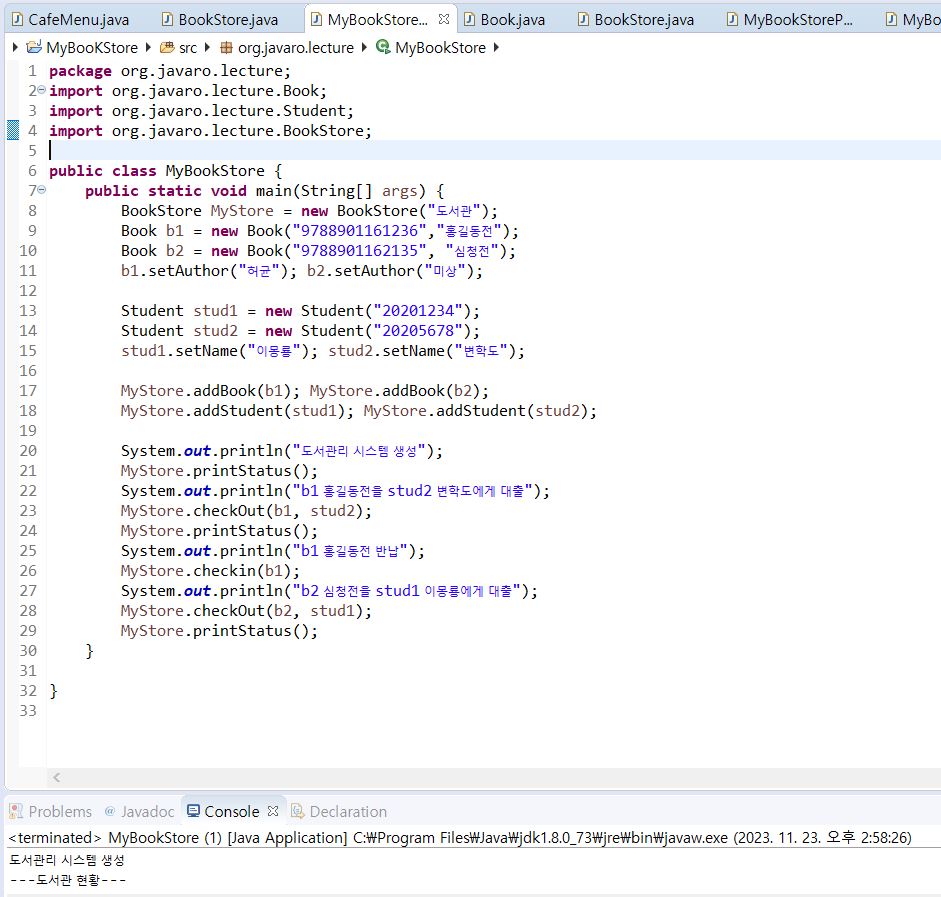 CafeMenu.java BookStore.java MyBookStore... Book.java BookStore.java MyBookStoreP... MyBo
MyBooKStore src org.javaro.lecture MyBookStore
1 package org.javaro.lecture;
2 import org.javaro.lecture.Book;
3 import org.javaro.lecture.Student;
4 import org.javaro.lecture.BookStore;
5
6 public class MyBookStore {
7 public static void main(String[] args) {
8 BookStore MyStore = new BookStore("도서관");
9 Book b1 = new Book("9788901161236","홍길동전");
10 Book b2 = new Book("9788901162135", "심청전");
11 b1.setAuthor("허균"); b2.setAuthor("미상");
12
13 Student stud1 = new Student("20201234");
14 Student stud2 = new Student("20205678");
15 stud1.setName("이몽룡"); stud2.setName("변학도");
16
17 MyStore.addBook(b1); MyStore.addBook(b2);
18 MyStore.addStudent(stud1); MyStore.addStudent(stud2);
19
20 System.out.println("도서관리 시스템 생성");
21 MyStore.printStatus();
22 System.out.println("b1 홍길동전을 stud2 변학도에게 대출");
23 MyStore.checkOut(b1, stud2);
24 MyStore.printStatus();
25 System.out.println("b1 홍길동전 반납");
26 MyStore.checkin(b1);
27 System.out.println("b2 심청전을 stud1 이몽룡에게 대출");
28 MyStore.checkOut(b2, stud1);
29 MyStore.printStatus();
30 }
31
32 }
33
Problems @ Javadoc Console Declaration
<terminated> MyBookStore (1) [Java Application] C:₩Program Files₩Java₩jdk1.8.0_73₩jre₩bin₩javaw.exe (2023. 11. 23. 오후 2:58:26)
도서관리 시스템 생성
---도서관 현황---